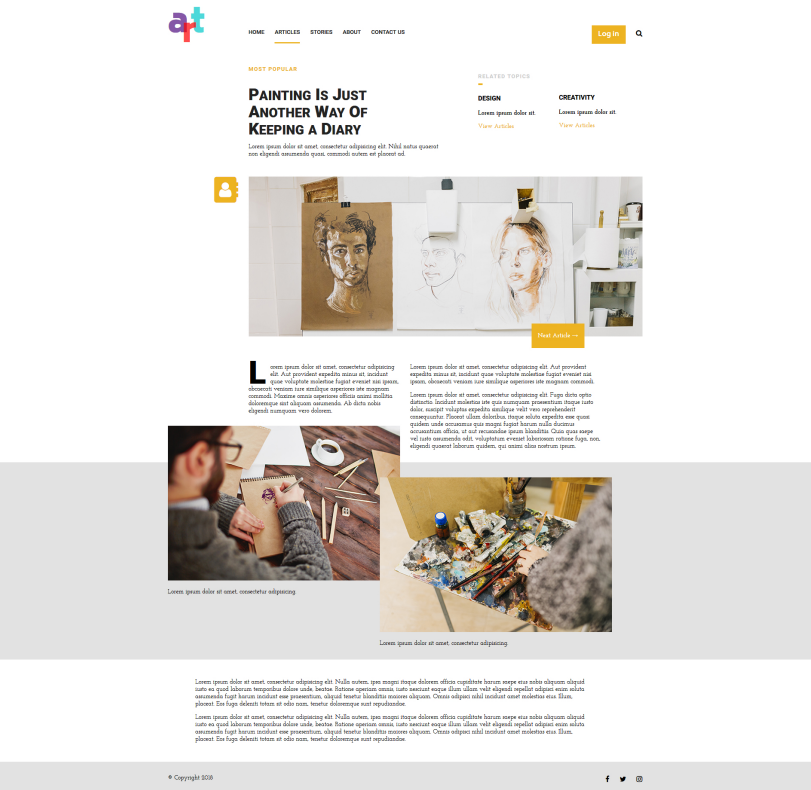 art
HOME ARTICLES STORIES ABOUT CONTACT US
Log in
MOST POPULAR
Painting Is Just
Another Way Of
Keeping a Diary
Lorem ipsum dolor sit amet, consectetur adipisicing elit. Nihil natus quaerat
non eligendi assumenda quasi, commodi autem est placeat ad.
RELATED TOPICS
DESIGN
Lorem ipsum dolor sit.
View Articles
CREATIVITY
Lorem ipsum dolor sit.
View Articles
Next Article →
Lorem ipsum dolor sit amet, consectetur adipisicing
elit. Aut provident expedita minus sit, incidunt
quae voluptate molestiae fugiat eveniet nisi ipsam,
obcaecati veniam iure similique asperiores iste magnam
commodi. Maxime omnis asperiores officia animi mollitia
doloremque sint aliquam assumenda. Ab dicta nobis
eligendi numquam vero dolorem.
Lorem ipsum dolor sit amet, consectetur adipisicing elit. Aut provident
expedita minus sit, incidunt quae voluptate molestiae fugiat eveniet nisi
ipsam, obcaecati veniam iure similique asperiores iste magnam commodi.
Lorem ipsum dolor sit amet, consectetur adipisicing elit. Fuga dicta optio
distinctio. Incidunt molestias ut quis numquam praesentium itaque iusto
dolor, suscipit voluptas expedita similique velit vero reprehenderit
consequuntur. Placeat ullam doloribus, itaque soluta expedita esse quasi
quidem unde accusamus quis magni fugiat harum nulla ducimus
accusantium officia, ut aut recusandae ipsum blanditiis. Quia quas saepe
vel iusto assumenda odit, voluptatum eveniet laboriosam ratione fuga, non,
eligendi quaerat laborum quidem, qui animi alias nostrum ipsum.
Lorem ipsum dolor sit amet, consectetur adipisicing.
Lorem ipsum dolor sit amet, consectetur adipisicing.
Lorem ipsum dolor sit amet, consectetur adipisicing elit. Nulla autem, ipsa magni itaque dolorem officia cupiditate harum saepe eius nobis aliquam aliquid
iusto ea quod laborum temporibus dolore unde, beatae. Ratione aperiam omnis, iusto nesciunt eaque illum ullam velit eligendi repellat adipisci enim soluta
assumenda fugit harum incidunt esse praesentium, aliquid tenetur blanditiis maiores aliquam. Omnis adipisci nihil incidunt amet consectetur eius. Illum,
placeat. Eos fuga deleniti totam sit odio nam, tenetur doloremque sunt repudiandae.
Lorem ipsum dolor sit amet, consectetur adipisicing elit. Nulla autem, ipsa magni itaque dolorem officia cupiditate harum saepe eius nobis aliquam aliquid
iusto ea quod laborum temporibus dolore unde, beatae. Ratione aperiam omnis, iusto nesciunt eaque illum ullam velit eligendi repellat adipisci enim soluta
assumenda fugit harum incidunt esse praesentium, aliquid tenetur blanditiis maiores aliquam. Omnis adipisci nihil incidunt amet consectetur eius. Illum,
placeat. Eos fuga deleniti totam sit odio nam, tenetur doloremque sunt repudiandae.
© Copyright 2018